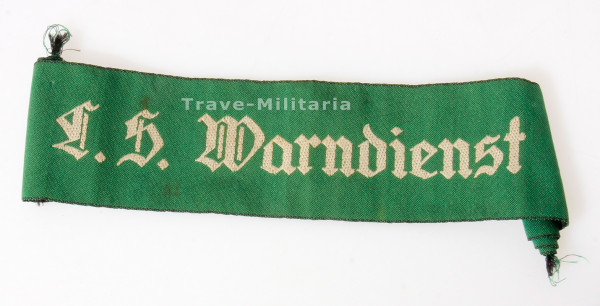 Trave-Militaria
L. S. Warndienst